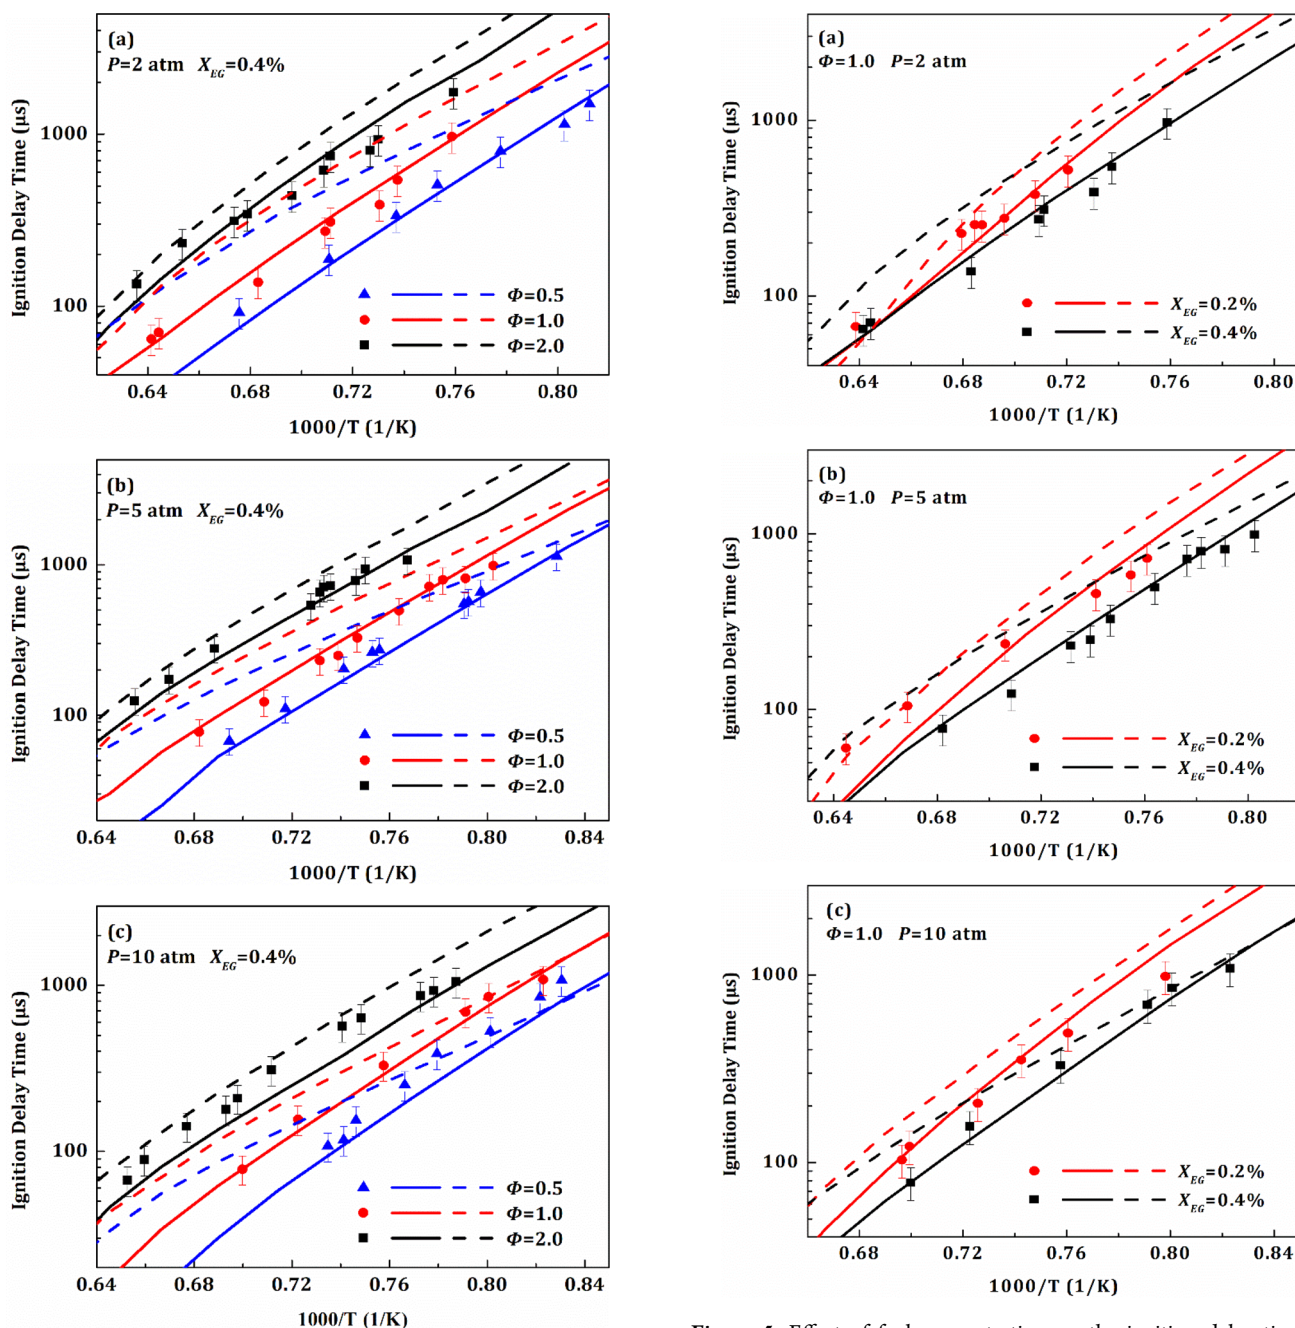 (a)
P=2 atm X_EG=0.4%
1000
100
Ignition Delay Time (μs)
Φ=0.5
Φ=1.0
Φ=2.0
0.64 0.68 0.72 0.76 0.80
1000/T (1/K)
(b)
P=5 atm X_EG=0.4%
1000
100
Ignition Delay Time (μs)
Φ=0.5
Φ=1.0
Φ=2.0
0.64 0.68 0.72 0.76 0.80
1000/T (1/K)
(c)
P=10 atm X_EG=0.4%
1000
100
Ignition Delay Time (μs)
Φ=0.5
Φ=1.0
Φ=2.0
0.64 0.68 0.72 0.76 0.80
1000/T (1/K)
(a)
Φ=1.0 P=2 atm
1000
100
Ignition Delay Time (μs)
X_EG=0.2%
X_EG=0.4%
0.64 0.68 0.72 0.76 0.80
1000/T (1/K)
(b)
Φ=1.0 P=5 atm
1000
100
Ignition Delay Time (μs)
X_EG=0.2%
X_EG=0.4%
0.64 0.68 0.72 0.76 0.80
1000/T (1/K)
(c)
Φ=1.0 P=10 atm
1000
100
Ignition Delay Time (μs)
X_EG=0.2%
X_EG=0.4%
0.68 0.72 0.76 0.80 0.84
1000/T (1/K)